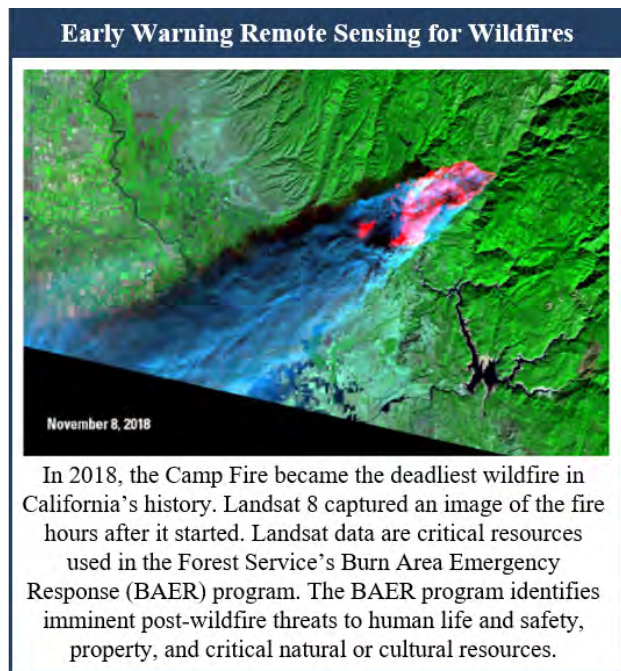 Early Warning Remote Sensing for Wildfires
November 8, 2018
In 2018, the Camp Fire became the deadliest wildfire in
California’s history. Landsat 8 captured an image of the fire
hours after it started. Landsat data are critical resources
used in the Forest Service’s Burn Area Emergency
Response (BAER) program. The BAER program identifies
imminent post-wildfire threats to human life and safety,
property, and critical natural or cultural resources.